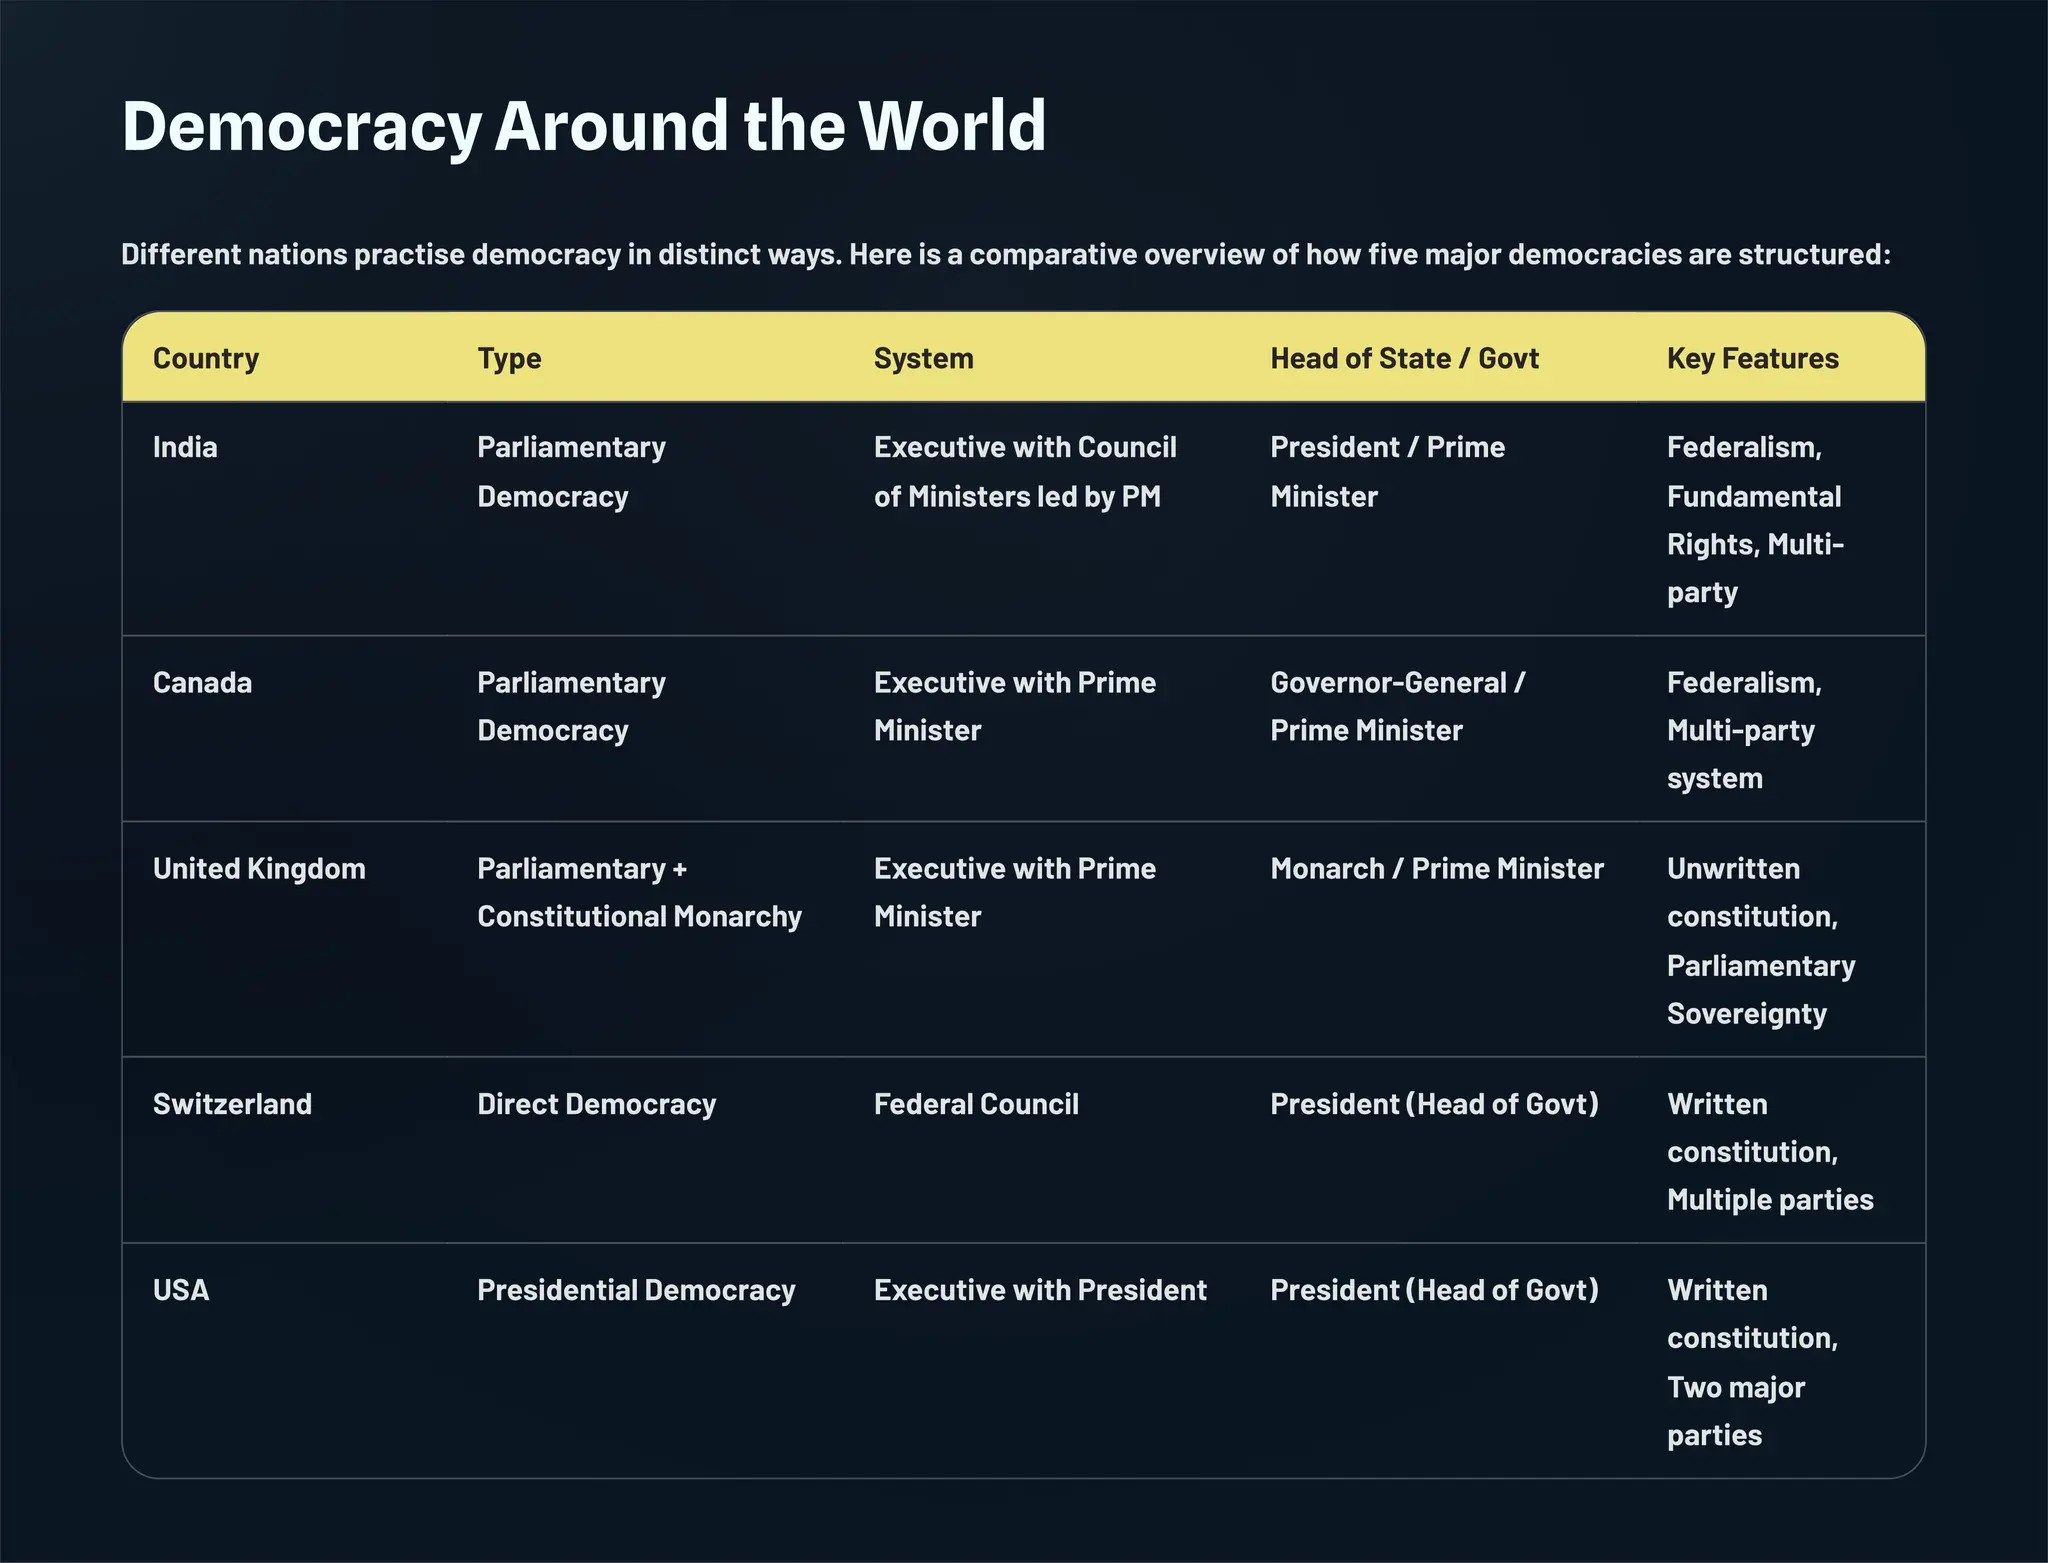 Democracy Around the World
Different nations practise democracy in distinct ways. Here is a comparative overview of how five major democracies are structured:
Country Type System Head of State / Govt Key Features
India Parliamentary Executive with Council President / Prime Federalism,
Democracy of Ministers led by PM Minister Fundamental
Rights, Multi-
party
Canada Parliamentary Executive with Prime Governor-General / Federalism,
Democracy Minister Prime Minister Multi-party
system
United Kingdom Parliamentary + Executive with Prime Monarch / Prime Minister Unwritten
Constitutional Monarchy Minister constitution,
Parliamentary
Sovereignty
Switzerland Direct Democracy Federal Council President (Head of Govt) Written
constitution,
Multiple parties
USA Presidential Democracy Executive with President President (Head of Govt) Written
constitution,
Two major
parties